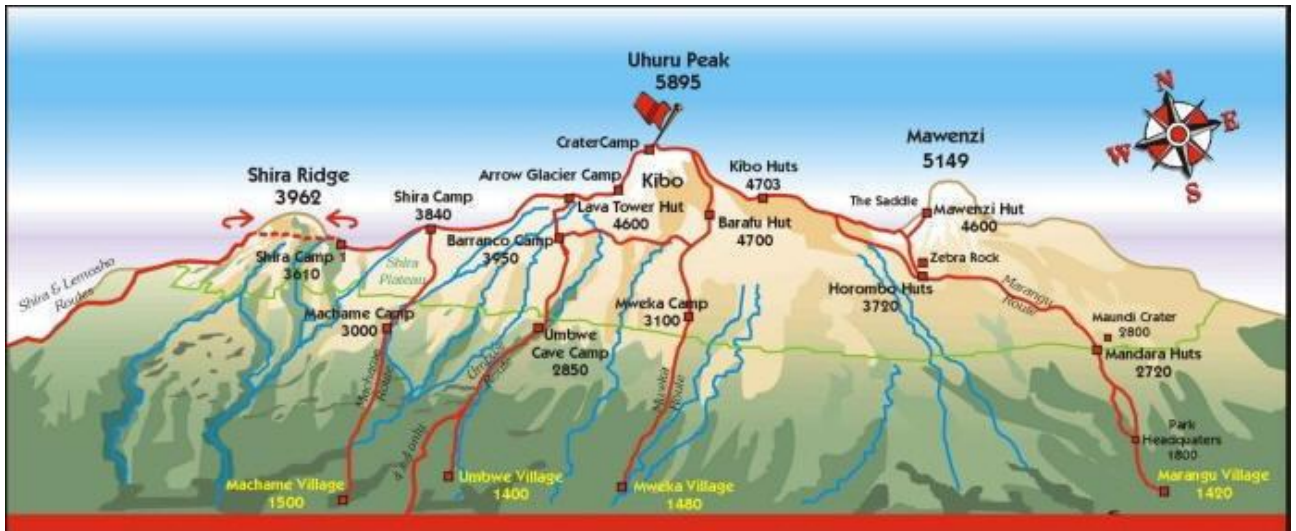 Uhuru Peak
5895
N
E
W
S
CraterCamp
Mawenzi
5149
Shira Ridge
3962
Arrow Glacier Camp
Kibo
Kibo Huts
4703
Shira Camp
3840
Lava Tower Hut
4600
The Saddle
Mawenzi Hut
4600
Barafu Hut
4700
Barranco Camp
3950
Shira Camp 1
3610
Shira
Plateau
Zebra Rock
Horombo Huts
3720
Shira & Lemosho
Routes
Marangu
Route
Machame Camp
3000
Mweka Camp
3100
Umbwe
Cave Camp
2850
Maundi Crater
2800
Mandara Huts
2720
Machame
Route
Umbwe
Route
Mweka
Route
4wd only
Park
Headquaters
1800
Machame Village
1500
Umbwe Village
1400
Mweka Village
1480
Marangu Village
1420